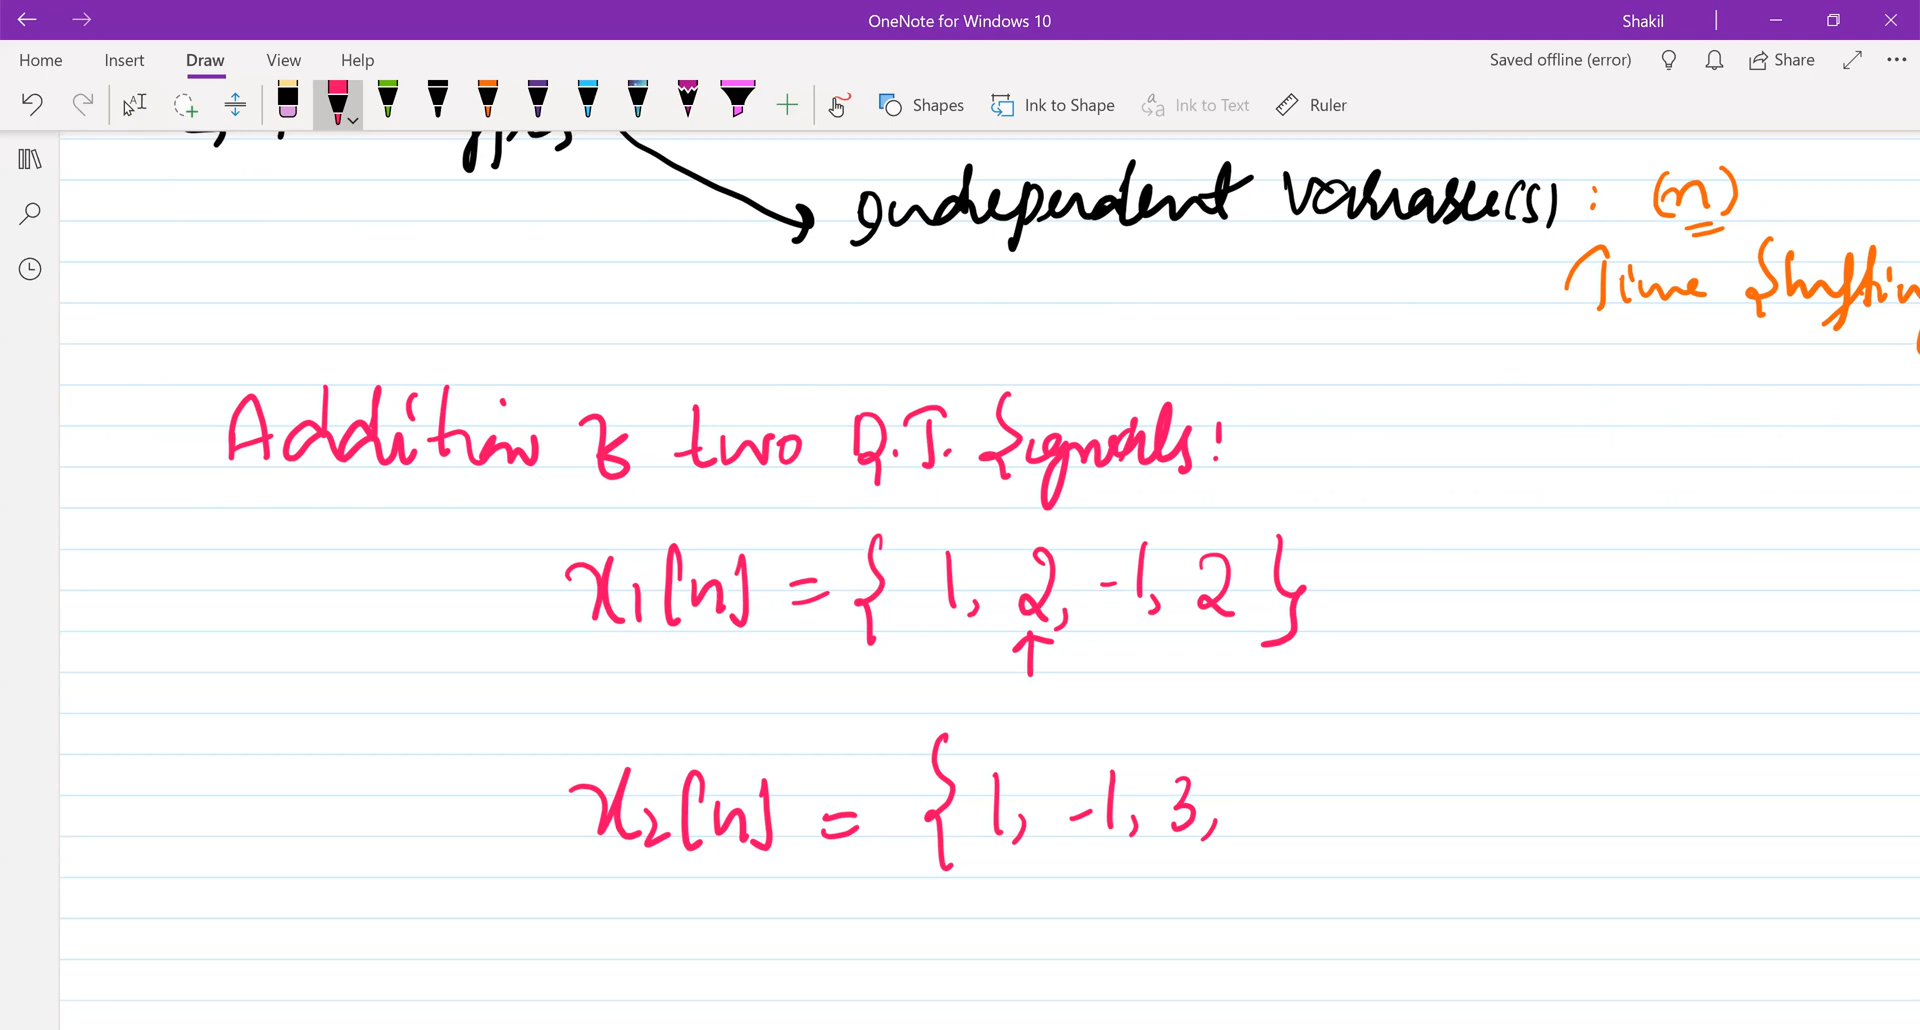 OneNote for Windows 10
Shakil
Home Insert Draw View Help
Saved offline (error) Share
Shapes Ink to Shape Ink to Text Ruler
Independent Variable(s) : (n)
Time Shiftin
Addition of two D.T. Signals:
x₁[n] = { 1, 2, -1, 2 }
↑
x₂[n] = { 1, -1, 3,